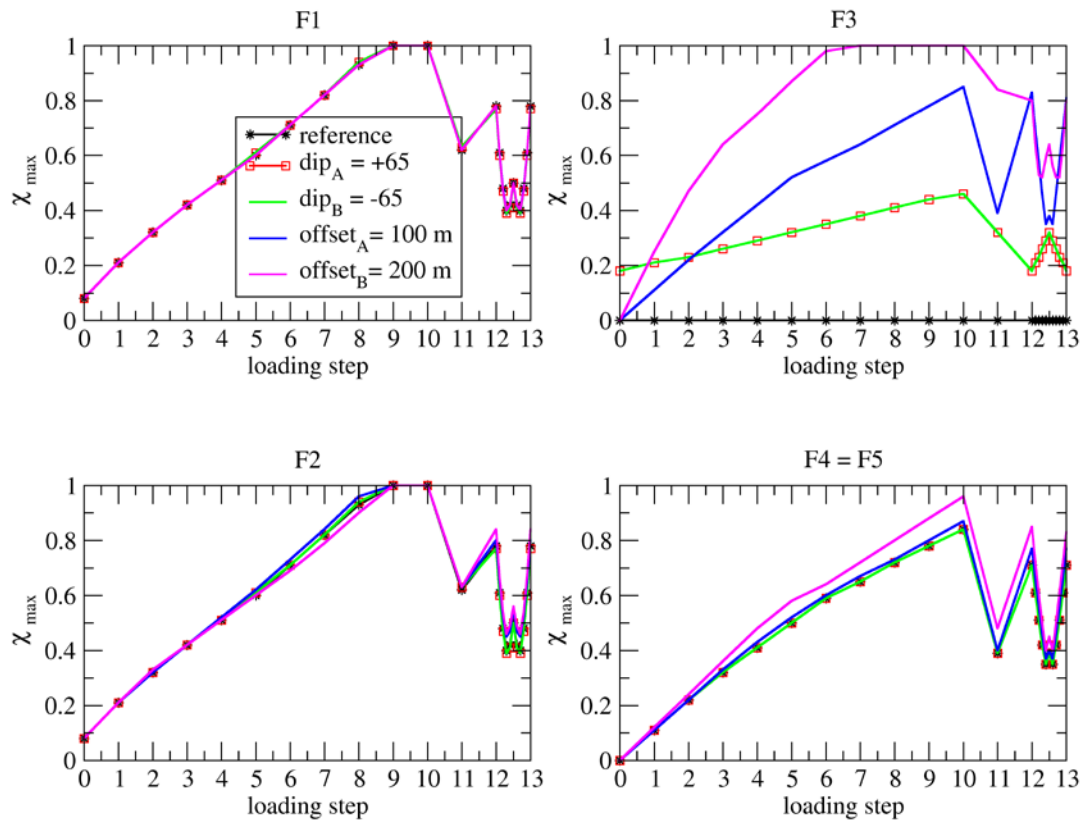 F1
1
0.8
0.6
0.4
0.2
0
χ max
reference
dip_A = +65
dip_B = -65
offset_A = 100 m
offset_B = 200 m
0 1 2 3 4 5 6 7 8 9 10 11 12 13
loading step
F3
1
0.8
0.6
0.4
0.2
0
χ max
0 1 2 3 4 5 6 7 8 9 10 11 12 13
loading step
F2
1
0.8
0.6
0.4
0.2
0
χ max
0 1 2 3 4 5 6 7 8 9 10 11 12 13
loading step
F4 = F5
1
0.8
0.6
0.4
0.2
0
χ max
0 1 2 3 4 5 6 7 8 9 10 11 12 13
loading step